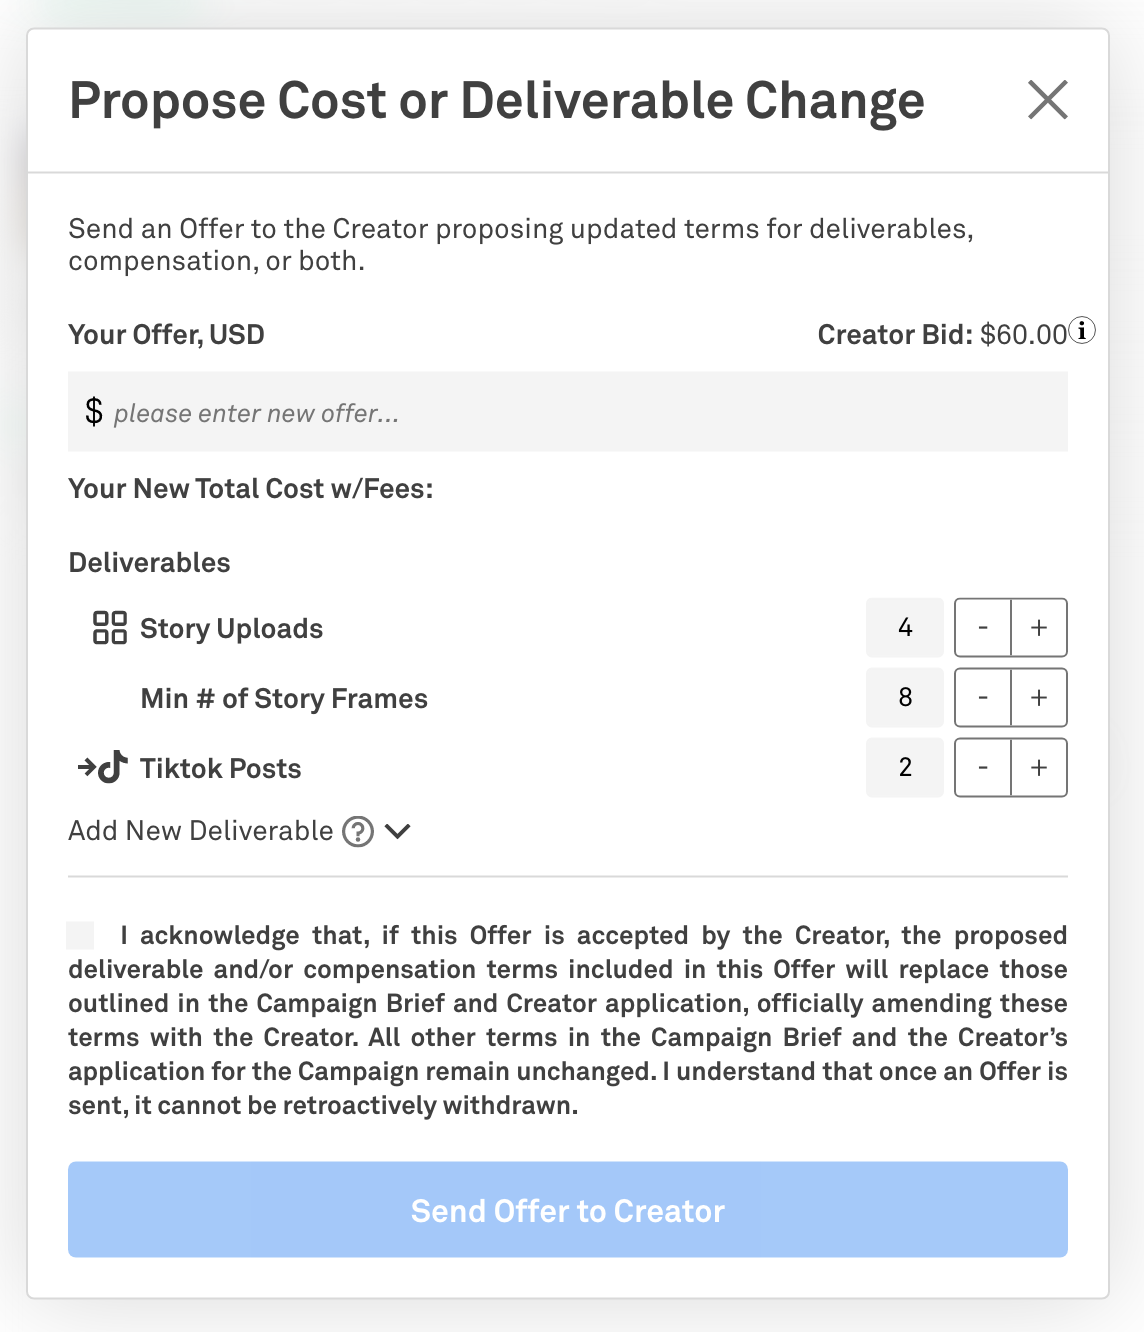 Propose Cost or Deliverable Change
Send an Offer to the Creator proposing updated terms for deliverables,
compensation, or both.
Your Offer, USD Creator Bid: $60.00 i
$ please enter new offer...
Your New Total Cost w/Fees:
Deliverables
Story Uploads 4 - +
Min # of Story Frames 8 - +
Tiktok Posts 2 - +
Add New Deliverable ?
I acknowledge that, if this Offer is accepted by the Creator, the proposed
deliverable and/or compensation terms included in this Offer will replace those
outlined in the Campaign Brief and Creator application, officially amending these
terms with the Creator. All other terms in the Campaign Brief and the Creator’s
application for the Campaign remain unchanged. I understand that once an Offer is
sent, it cannot be retroactively withdrawn.
Send Offer to Creator